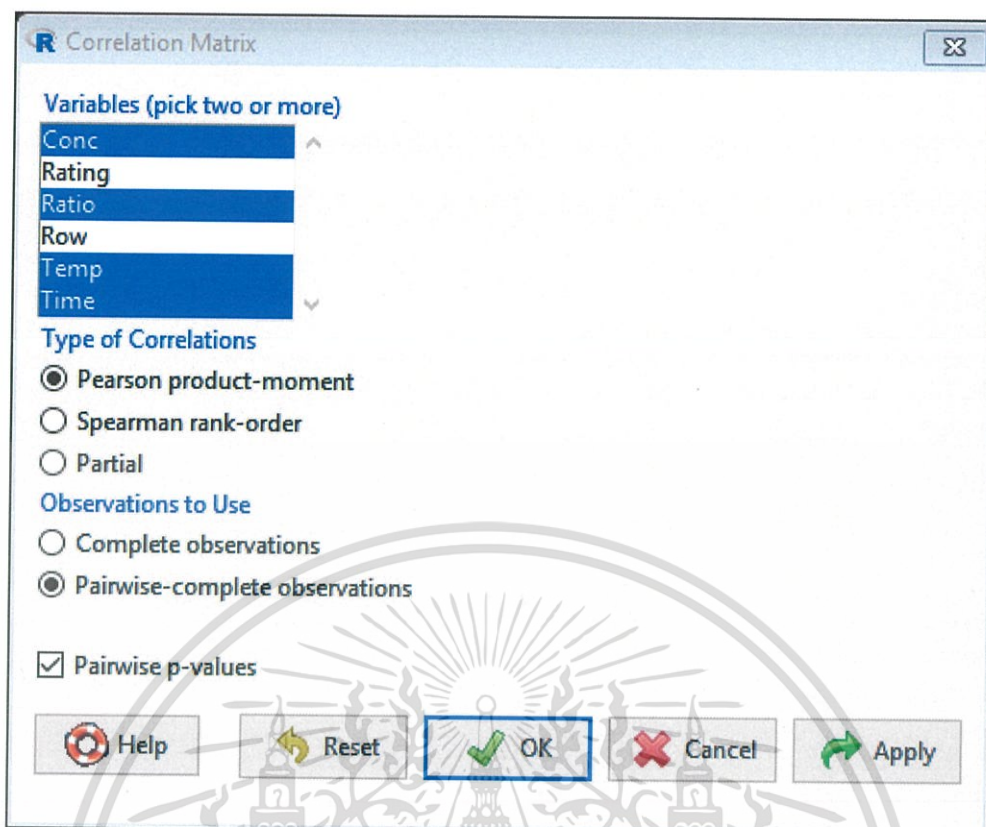 R Correlation Matrix
Variables (pick two or more)
Conc
Rating
Ratio
Row
Temp
Time
Type of Correlations
Pearson product-moment
Spearman rank-order
Partial
Observations to Use
Complete observations
Pairwise-complete observations
Pairwise p-values
Help Reset OK Cancel Apply